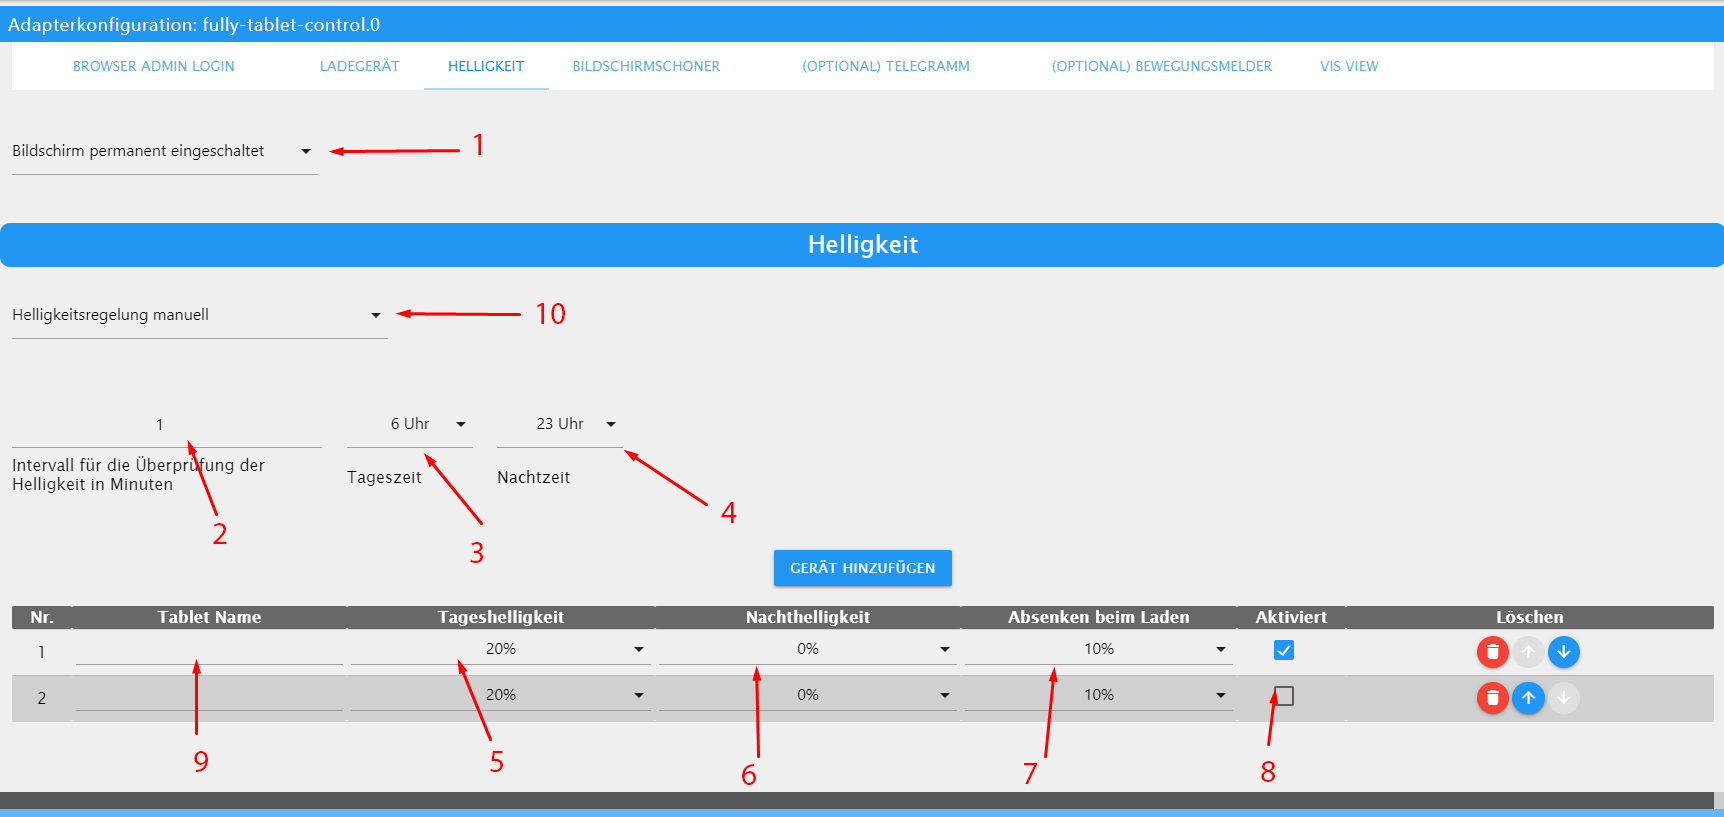 Adapterkonfiguration: fully-tablet-control.0
BROWSER ADMIN LOGIN LADEGERÄT HELLIGKEIT BILDSCHIRMSCHONER (OPTIONAL) TELEGRAMM (OPTIONAL) BEWEGUNGSMELDER VIS VIEW
Bildschirm permanent eingeschaltet 1
Helligkeit
Helligkeitsregelung manuell 10
1 6 Uhr 23 Uhr
Intervall für die Überprüfung der
Helligkeit in Minuten
Tageszeit Nachtzeit
2 3 4
GERÄT HINZUFÜGEN
Nr. Tablet Name Tageshelligkeit Nachthelligkeit Absenken beim Laden Aktiviert Löschen
1 20% 0% 10%
2 20% 0% 10%
9 5 6 7 8